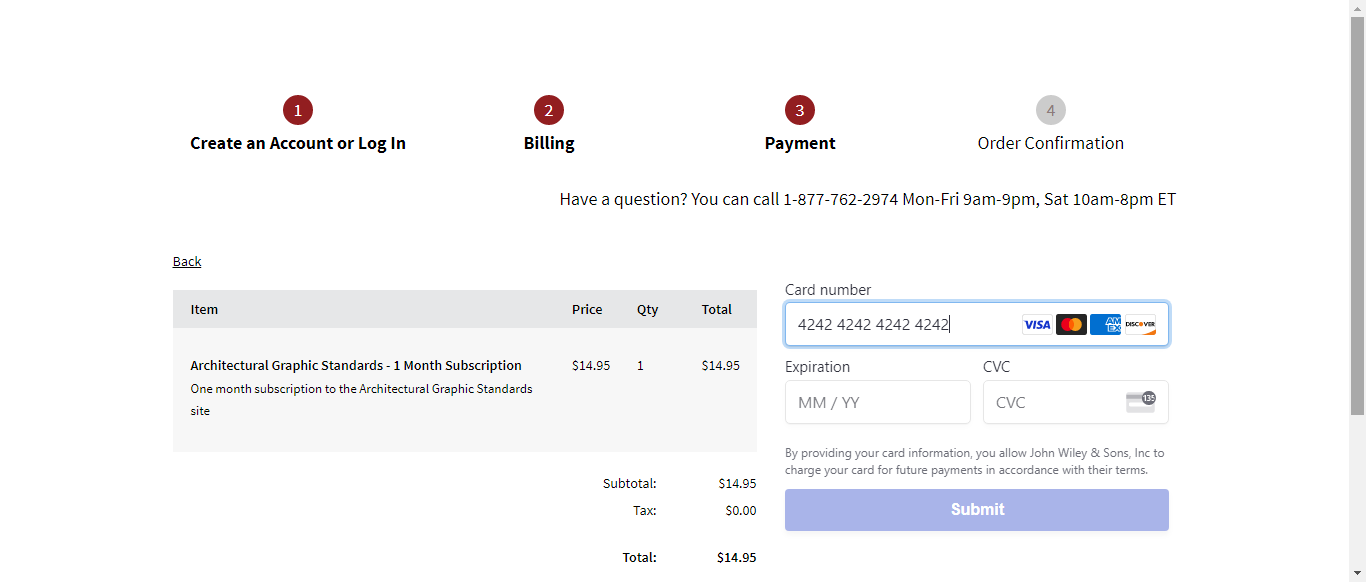 1
Create an Account or Log In
2
Billing
3
Payment
4
Order Confirmation
Have a question? You can call 1-877-762-2974 Mon-Fri 9am-9pm, Sat 10am-8pm ET
Back
Item Price Qty Total
Architectural Graphic Standards - 1 Month Subscription $14.95 1 $14.95
One month subscription to the Architectural Graphic Standards
site
Subtotal: $14.95
Tax: $0.00
Total: $14.95
Card number
4242 4242 4242 4242 VISA AM EX DISCOVER
Expiration CVC
MM / YY CVC 135
By providing your card information, you allow John Wiley & Sons, Inc to
charge your card for future payments in accordance with their terms.
Submit